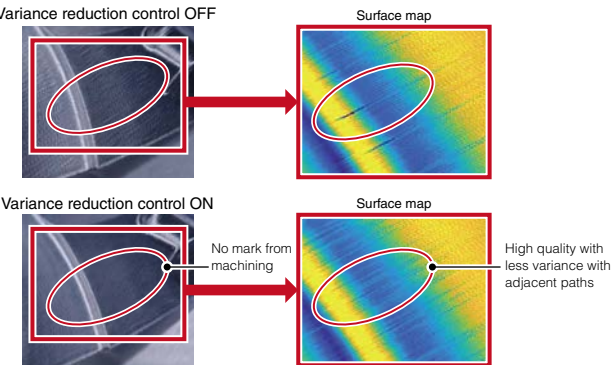 Variance reduction control OFF
Surface map
Variance reduction control ON
Surface map
No mark from
machining
High quality with
less variance with
adjacent paths